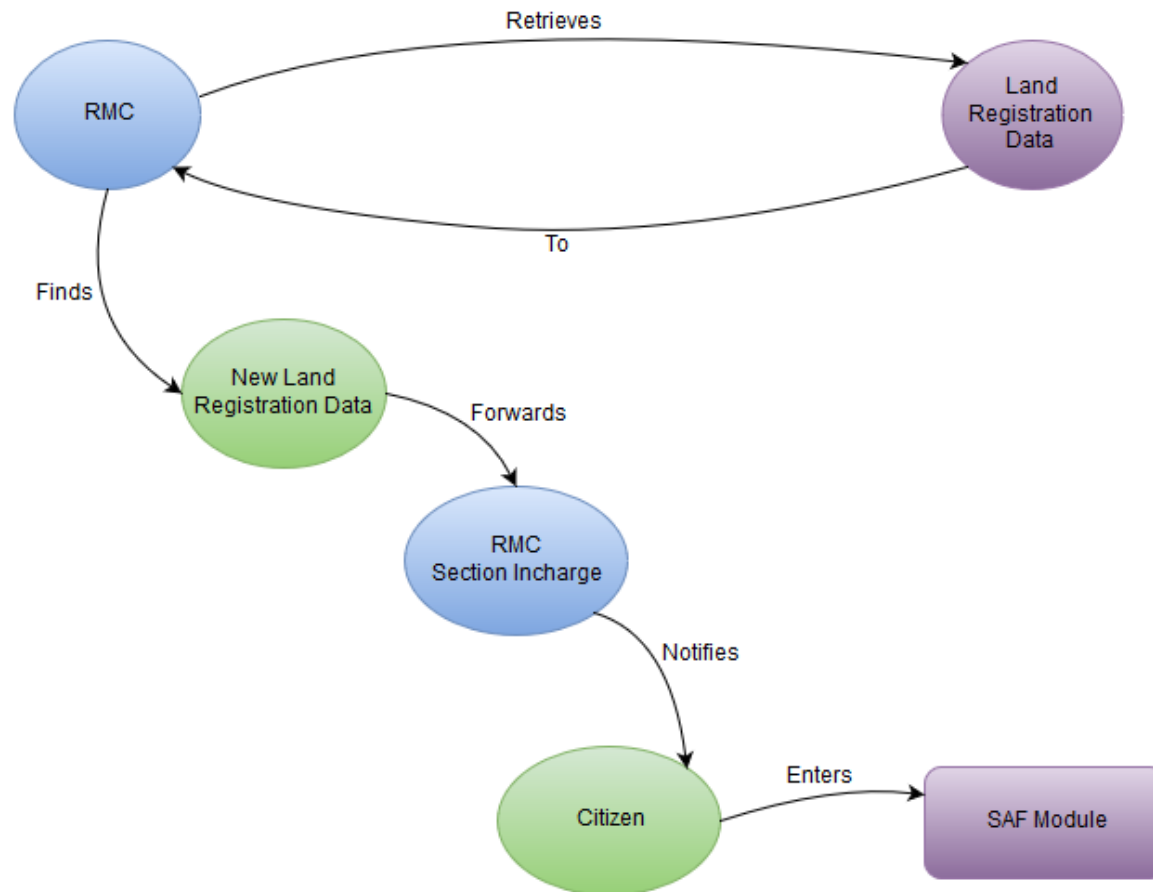 Retrieves
RMC
Land
Registration
Data
To
Finds
New Land
Registration Data
Forwards
RMC
Section Incharge
Notifies
Enters
Citizen
SAF Module